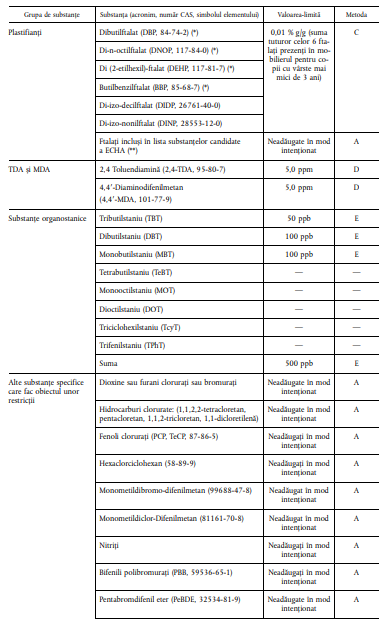 Grupa de substanțe Substanța (acronim, număr CAS, simbolul elementului) Valoarea-limită Metoda
Plastifianți Dibutilftalat (DBP, 84-74-2) (*) 0,01 % g/g (suma tuturor celor 6 ftalați prezenți în mobilierul pentru copii cu vârste mai mici de 3 ani) C
Di-n-octilftalat (DNOP, 117-84-0) (*)
Di (2-etilhexil)-ftalat (DEHP, 117-81-7) (*)
Butilbenzilftalat (BBP, 85-68-7) (*)
Di-izo-decilftalat (DIDP, 26761-40-0)
Di-izo-nonilftalat (DINP, 28553-12-0)
Ftalați incluși în lista substanțelor candidate Neadăugate în mod A
a ECHA (**) intenționat
TDA și MDA 2,4 Toluendiamină (2,4-TDA, 95-80-7) 5,0 ppm D
4,4′-Diaminodifenilmetan 5,0 ppm D
(4,4′-MDA, 101-77-9)
Substanțe organostanice Tributilstaniu (TBT) 50 ppb E
Dibutilstaniu (DBT) 100 ppb E
Monobutilstaniu (MBT) 100 ppb E
Tetrabutilstaniu (TeBT) — —
Monooctilstaniu (MOT) — —
Dioctilstaniu (DOT) — —
Triciclohexilstaniu (TcyT) — —
Trifenilstaniu (TPhT) — —
Suma 500 ppb E
Alte substanțe specifice Dioxine sau furani clorurați sau bromurați Neadăugate în mod A
care fac obiectul unor intenționat
restricții
Hidrocarburi clorurate: (1,1,2,2-tetracloretan, Neadăugate în mod A
pentacloretan, 1,1,2-tricloretan, 1,1-dicloretilenă) intenționat
Fenoli clorurați (PCP, TeCP, 87-86-5) Neadăugați în mod A
intenționat
Hexaclorciclohexan (58-89-9) Neadăugate în mod A
intenționat
Monometildibromo-difenilmetan (99688-47-8) Neadăugate în mod A
intenționat
Monometildiclor-Difenilmetan (81161-70-8) Neadăugate în mod A
intenționat
Nitriți Neadăugați în mod A
intenționat
Bifenili polibromurați (PBB, 59536-65-1) Neadăugați în mod A
intenționat
Pentabromdifenil eter (PeBDE, 32534-81-9) Neadăugate în mod A
intenționat